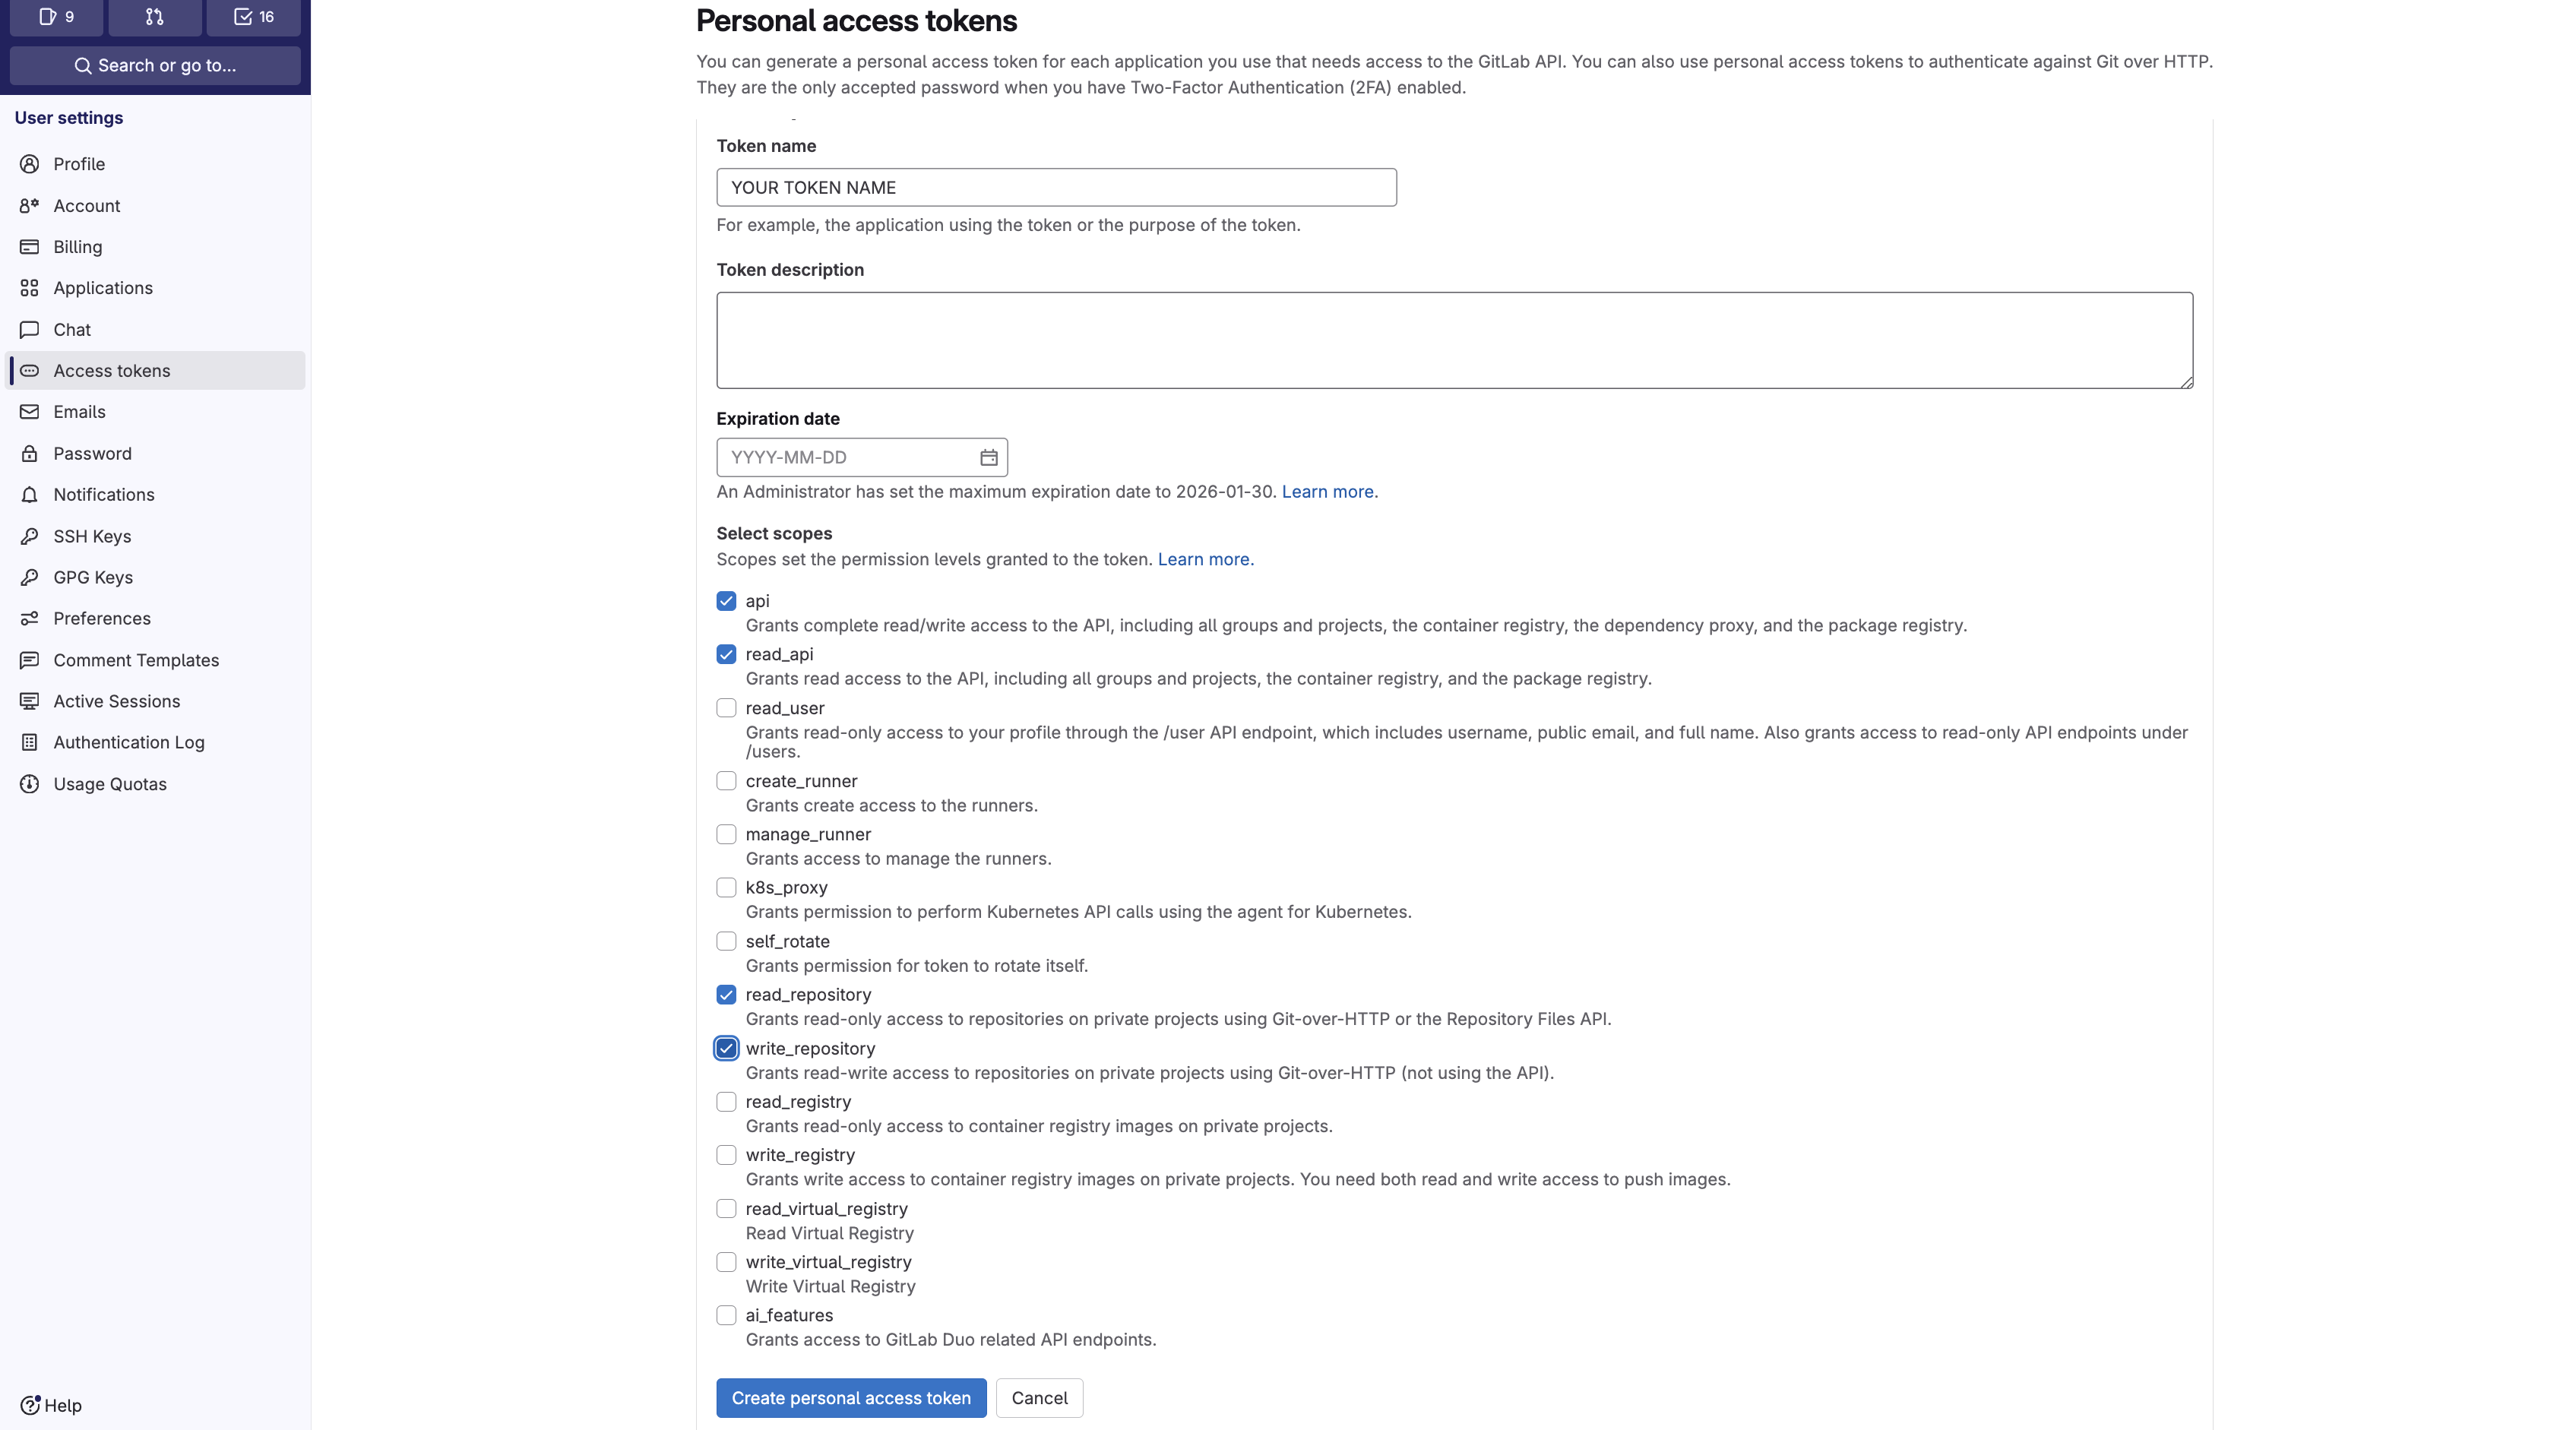 9
16
Search or go to...
User settings
Profile
Account
Billing
Applications
Chat
Access tokens
Emails
Password
Notifications
SSH Keys
GPG Keys
Preferences
Comment Templates
Active Sessions
Authentication Log
Usage Quotas
Help
Personal access tokens
You can generate a personal access token for each application you use that needs access to the GitLab API. You can also use personal access tokens to authenticate against Git over HTTP.
They are the only accepted password when you have Two-Factor Authentication (2FA) enabled.
Token name
YOUR TOKEN NAME
For example, the application using the token or the purpose of the token.
Token description
Expiration date
YYYY-MM-DD
An Administrator has set the maximum expiration date to 2026-01-30. Learn more.
Select scopes
Scopes set the permission levels granted to the token. Learn more.
api
Grants complete read/write access to the API, including all groups and projects, the container registry, the dependency proxy, and the package registry.
read_api
Grants read access to the API, including all groups and projects, the container registry, and the package registry.
read_user
Grants read-only access to your profile through the /user API endpoint, which includes username, public email, and full name. Also grants access to read-only API endpoints under
/users.
create_runner
Grants create access to the runners.
manage_runner
Grants access to manage the runners.
k8s_proxy
Grants permission to perform Kubernetes API calls using the agent for Kubernetes.
self_rotate
Grants permission for token to rotate itself.
read_repository
Grants read-only access to repositories on private projects using Git-over-HTTP or the Repository Files API.
write_repository
Grants read-write access to repositories on private projects using Git-over-HTTP (not using the API).
read_registry
Grants read-only access to container registry images on private projects.
write_registry
Grants write access to container registry images on private projects. You need both read and write access to push images.
read_virtual_registry
Read Virtual Registry
write_virtual_registry
Write Virtual Registry
ai_features
Grants access to GitLab Duo related API endpoints.
Create personal access token
Cancel